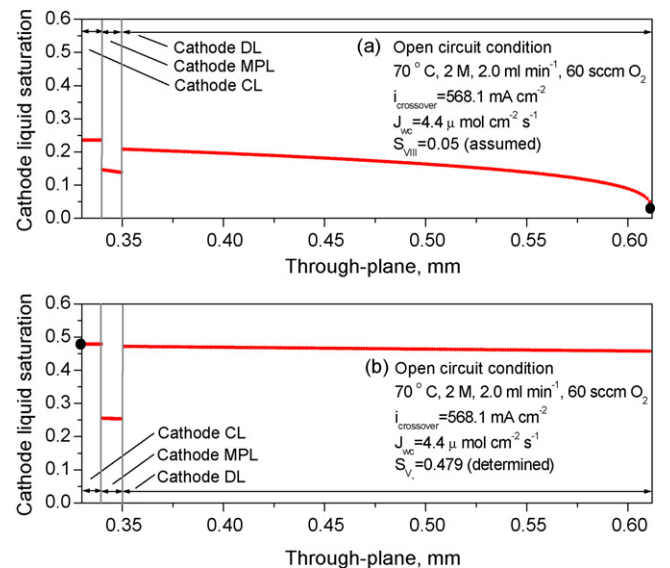 0.6
0.5
0.4
0.3
0.2
0.1
0.0
Cathode liquid saturation
Cathode DL
Cathode MPL
Cathode CL
(a) Open circuit condition
70 °C, 2 M, 2.0 ml min⁻¹, 60 sccm O₂
i_crossover=568.1 mA cm⁻²
J_wc=4.4 μ mol cm⁻² s⁻¹
S_VIII=0.05 (assumed)
0.35 0.40 0.45 0.50 0.55 0.60
Through-plane, mm
0.6
0.5
0.4
0.3
0.2
0.1
0.0
Cathode liquid saturation
(b) Open circuit condition
70 °C, 2 M, 2.0 ml min⁻¹, 60 sccm O₂
i_crossover=568.1 mA cm⁻²
J_wc=4.4 μ mol cm⁻² s⁻¹
S_V.=0.479 (determined)
Cathode CL
Cathode MPL
Cathode DL
0.35 0.40 0.45 0.50 0.55 0.60
Through-plane, mm